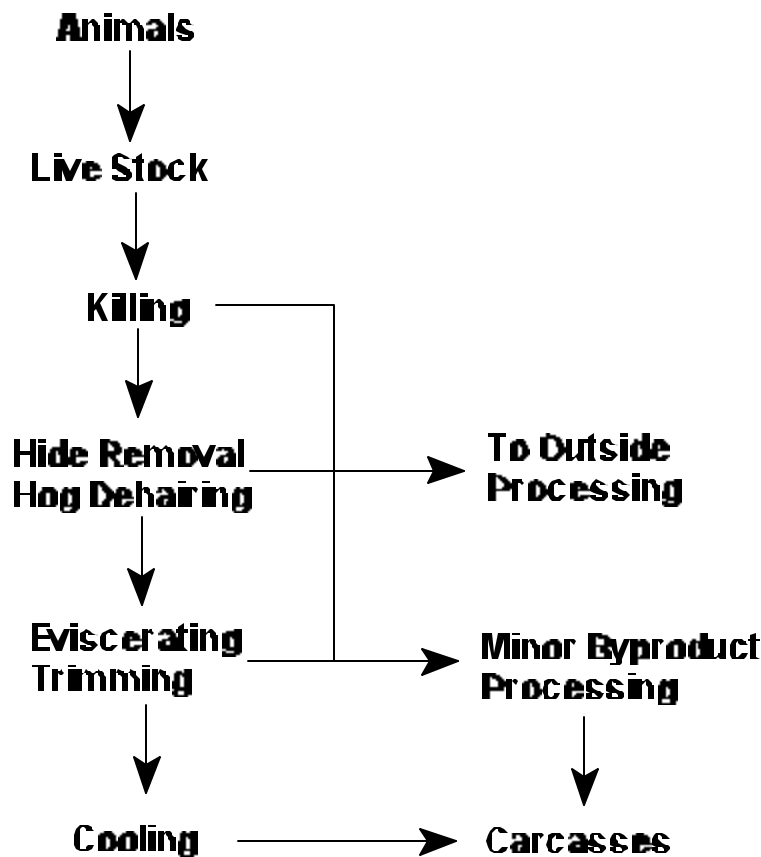 Animals
Live Stock
Killing
Hide Removal
Hog Dehairing
To Outside
Processing
Eviscerating
Trimming
Minor Byproduct
Processing
Cooling
Carcasses